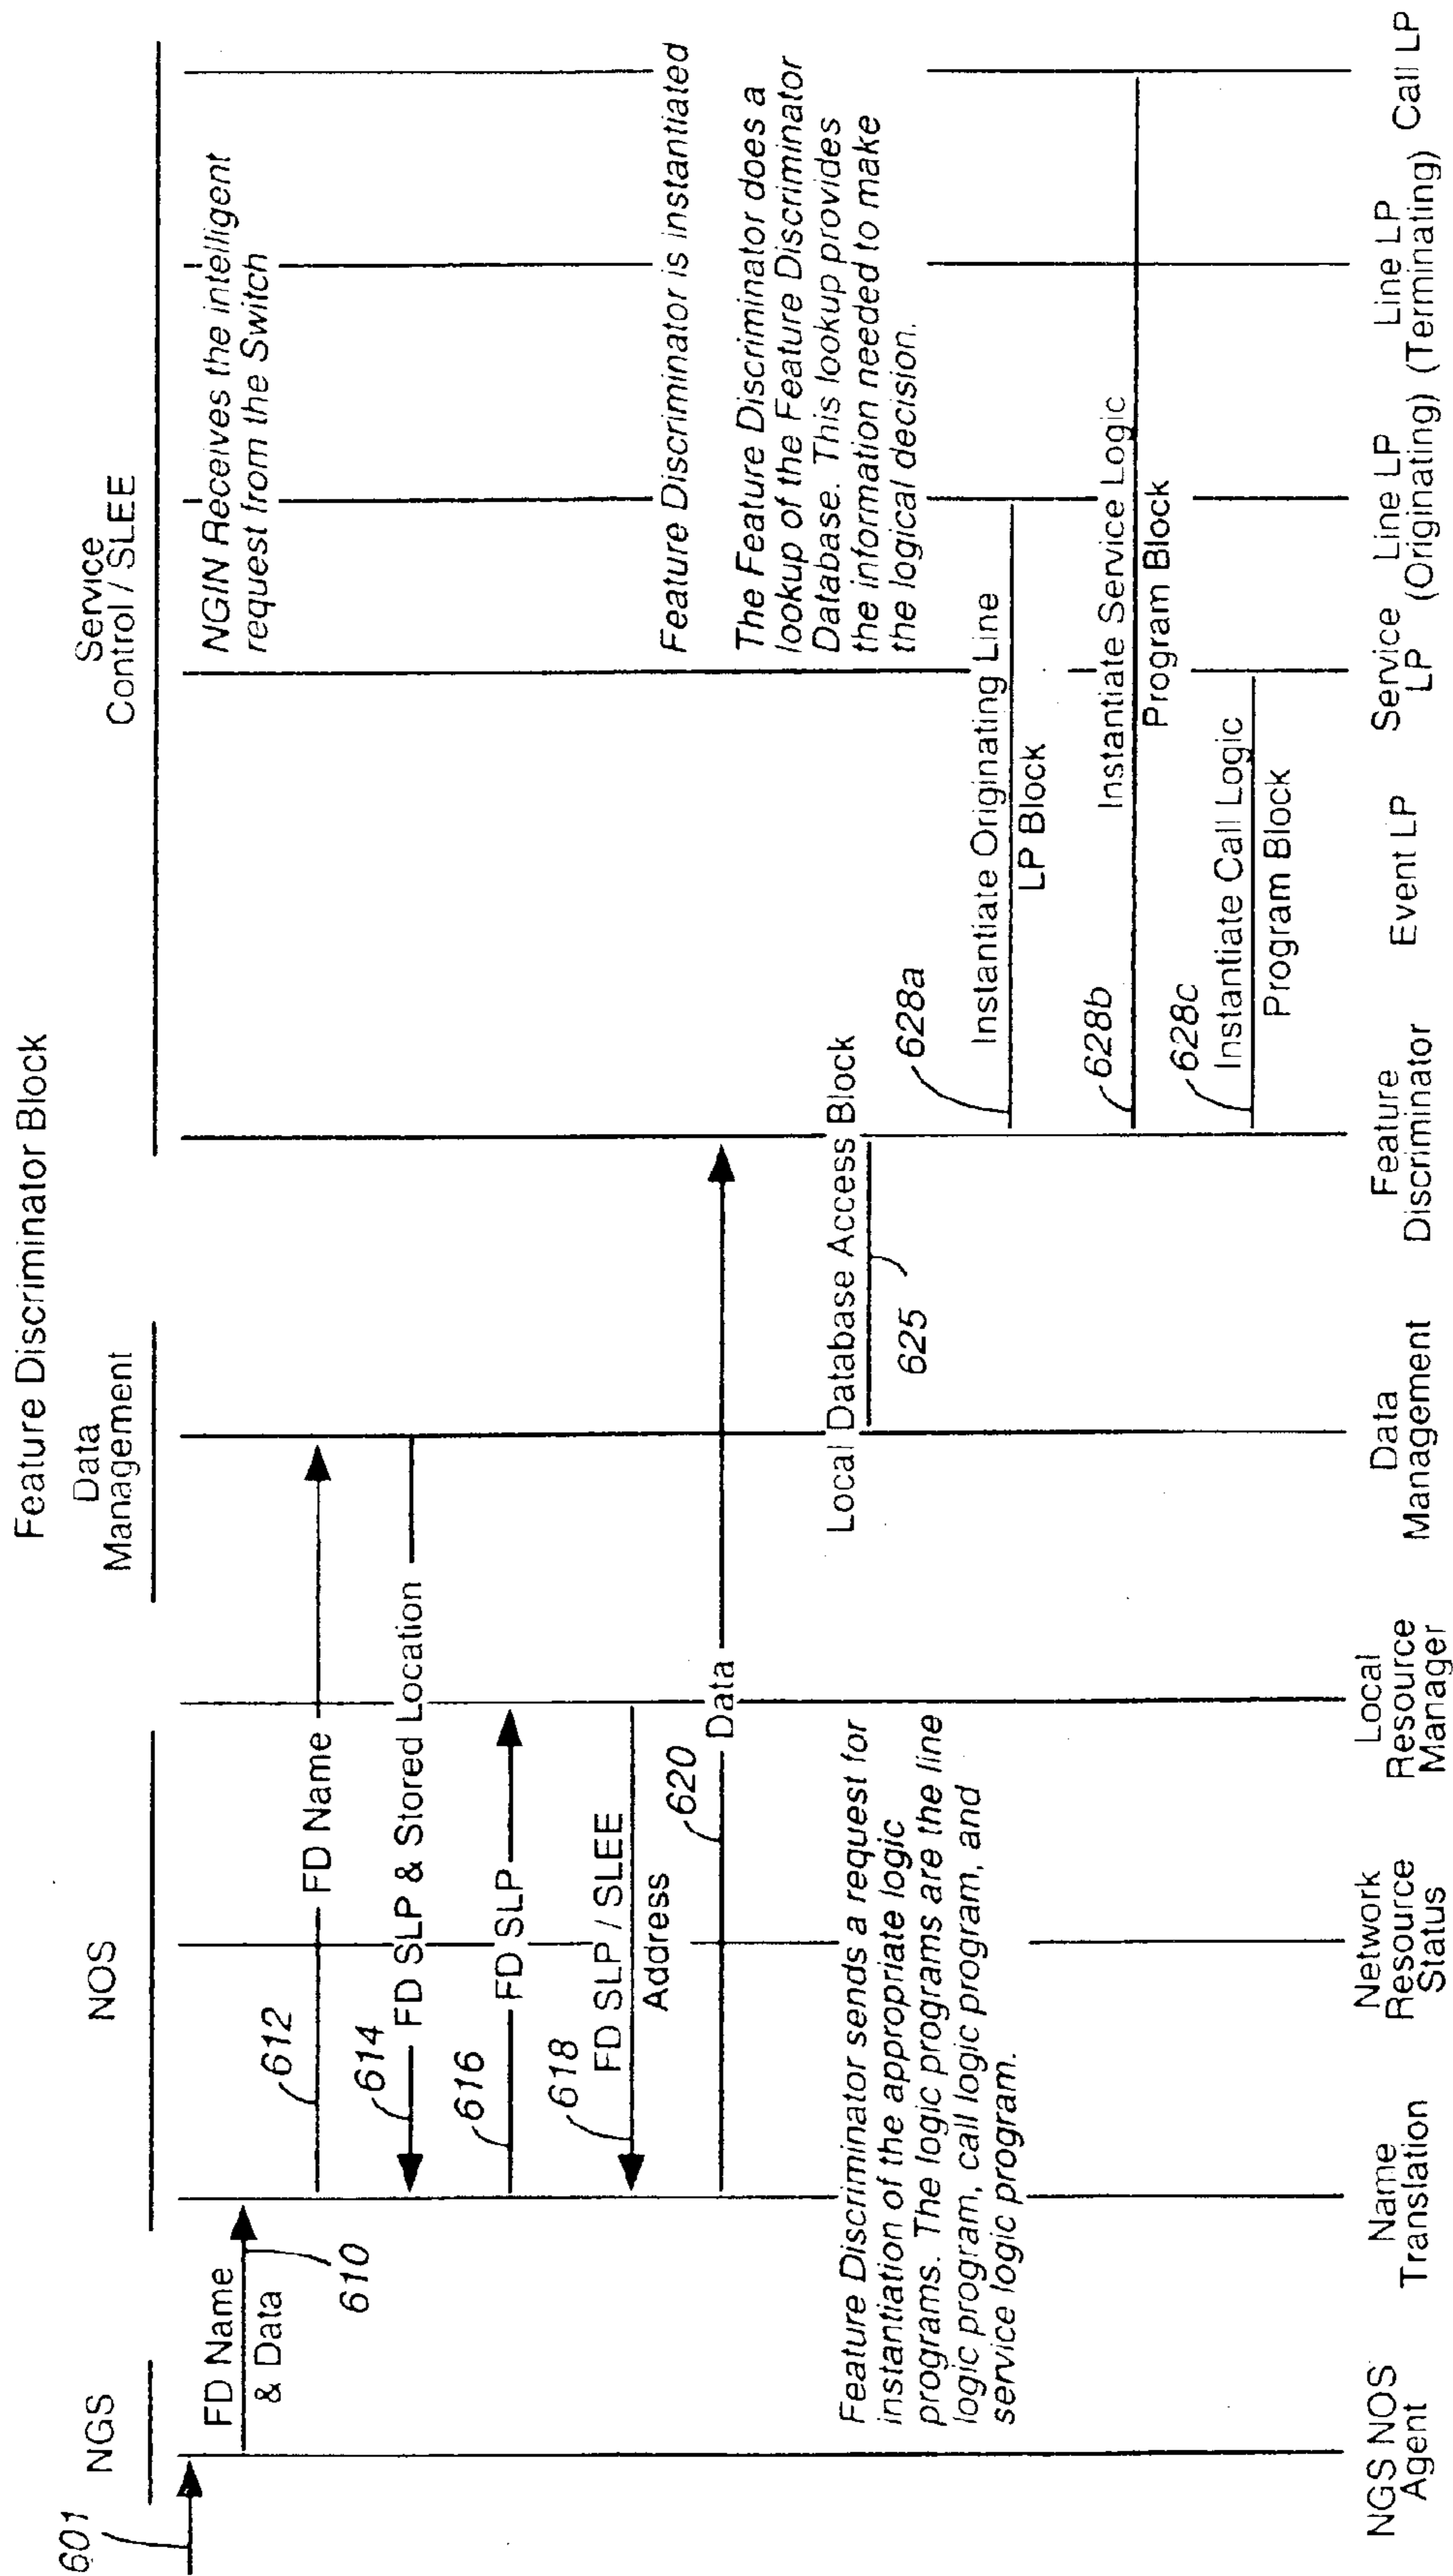 Feature Discriminator Block
NGS
NOS
Data
Management
Service
Control / SLEE
601
FD Name
& Data
610
612
FD Name
614
FD SLP & Stored Location
616
FD SLP
618
FD SLP / SLEE
Address
620
Data
NGIN Receives the intelligent
request from the Switch
Feature Discriminator is instantiated
The Feature Discriminator does a
lookup of the Feature Discriminator
Database. This lookup provides
the information needed to make
the logical decision.
Local Database Access Block
625
Feature Discriminator sends a request for
instantiation of the appropriate logic
programs. The logic programs are the line
logic program, call logic program, and
service logic program.
628a
Instantiate Originating Line
LP Block
628b
Instantiate Service Logic
Program Block
628c
Instantiate Call Logic
Program Block
NGS NOS
Agent
Name
Translation
Network
Resource
Status
Local
Resource
Manager
Data
Management
Feature
Discriminator
Event LP
Service
LP
Line LP
(Originating)
Line LP
(Terminating)
Call LP